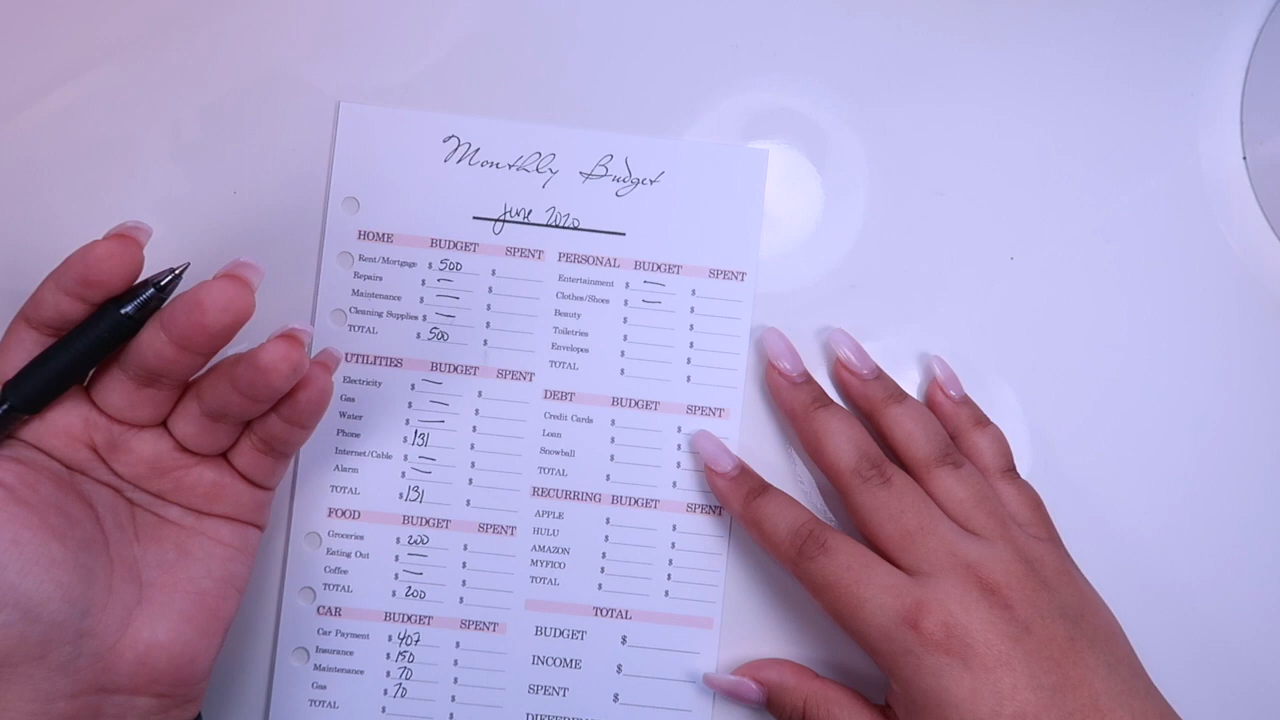 Monthly Budget
June 2020
HOME BUDGET SPENT
Rent/Mortgage $ 500 $
Repairs $ — $
Maintenance $ — $
Cleaning Supplies $ — $
TOTAL $ 500 $
UTILITIES BUDGET SPENT
Electricity $ — $
Gas $ — $
Water $ — $
Phone $ 131 $
Internet/Cable $ — $
Alarm $ — $
TOTAL $ 131 $
FOOD BUDGET SPENT
Groceries $ 200 $
Eating Out $ — $
Coffee $ — $
TOTAL $ 200 $
CAR BUDGET SPENT
Car Payment $ 407 $
Insurance $ 150 $
Maintenance $ 70 $
Gas $ 70 $
TOTAL $ $
PERSONAL BUDGET SPENT
Entertainment $ — $
Clothes/Shoes $ — $
Beauty $ $
Toiletries $ $
Envelopes $ $
TOTAL $ $
DEBT BUDGET SPENT
Credit Cards $ $
Loan $ $
Snowball $ $
TOTAL $ $
RECURRING BUDGET SPENT
APPLE $ $
HULU $ $
AMAZON $ $
MYFICO $ $
TOTAL $ $
TOTAL
BUDGET $
INCOME $
SPENT $